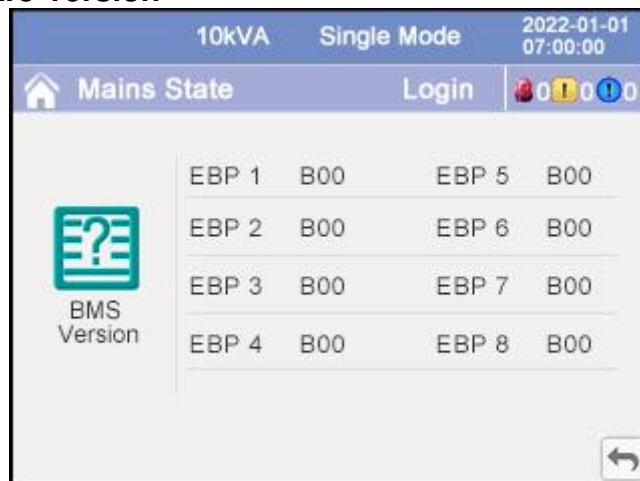 10kVA Single Mode 2022-01-01
07:00:00
Mains State Login 0 ! 0 ! 0
EBP 1 B00 EBP 5 B00
EBP 2 B00 EBP 6 B00
?
EBP 3 B00 EBP 7 B00
BMS
Version
EBP 4 B00 EBP 8 B00